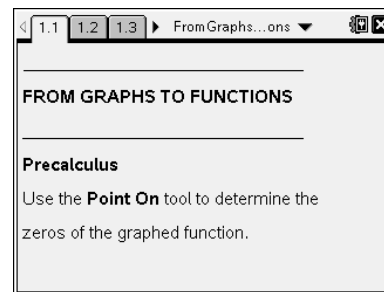 1.1 1.2 1.3 From Graphs...ons
FROM GRAPHS TO FUNCTIONS
Precalculus
Use the Point On tool to determine the
zeros of the graphed function.